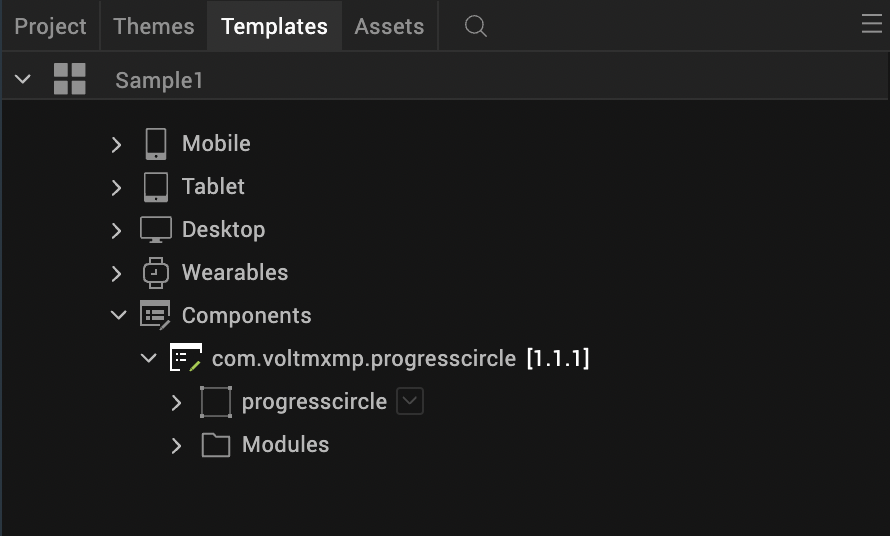 Project Themes Templates Assets
Sample1
Mobile
Tablet
Desktop
Wearables
Components
com.voltmxmp.progresscircle [1.1.1]
progresscircle
Modules